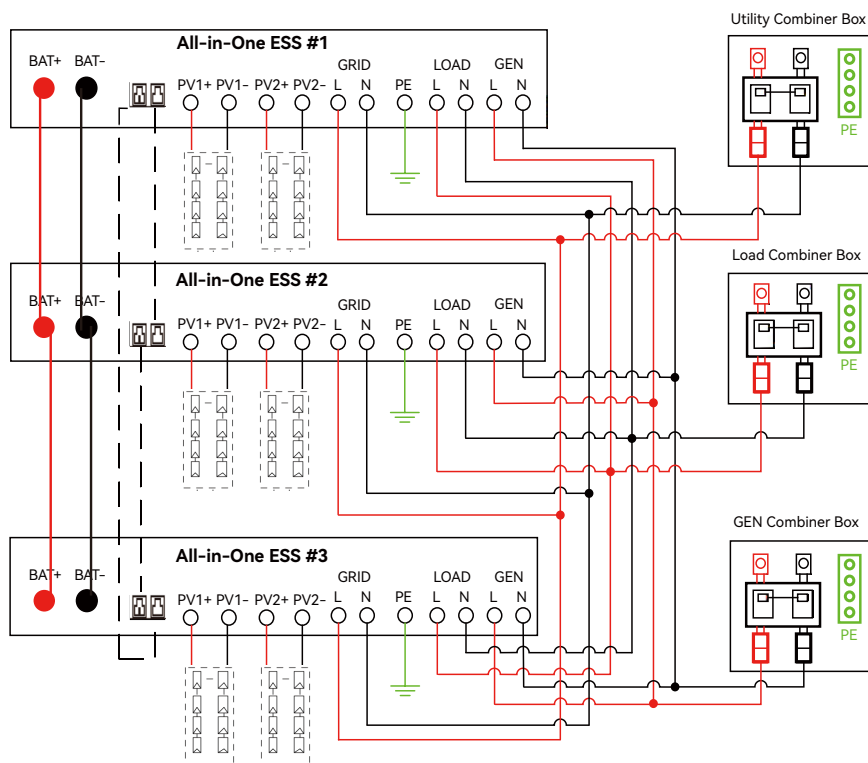 Utility Combiner Box
All-in-One ESS #1
BAT+ BAT-
GRID LOAD GEN
PV1+ PV1- PV2+ PV2- L N PE L N L N
PE
Load Combiner Box
All-in-One ESS #2
BAT+ BAT-
GRID LOAD GEN
PV1+ PV1- PV2+ PV2- L N PE L N L N
PE
GEN Combiner Box
All-in-One ESS #3
BAT+ BAT-
GRID LOAD GEN
PV1+ PV1- PV2+ PV2- L N PE L N L N
PE